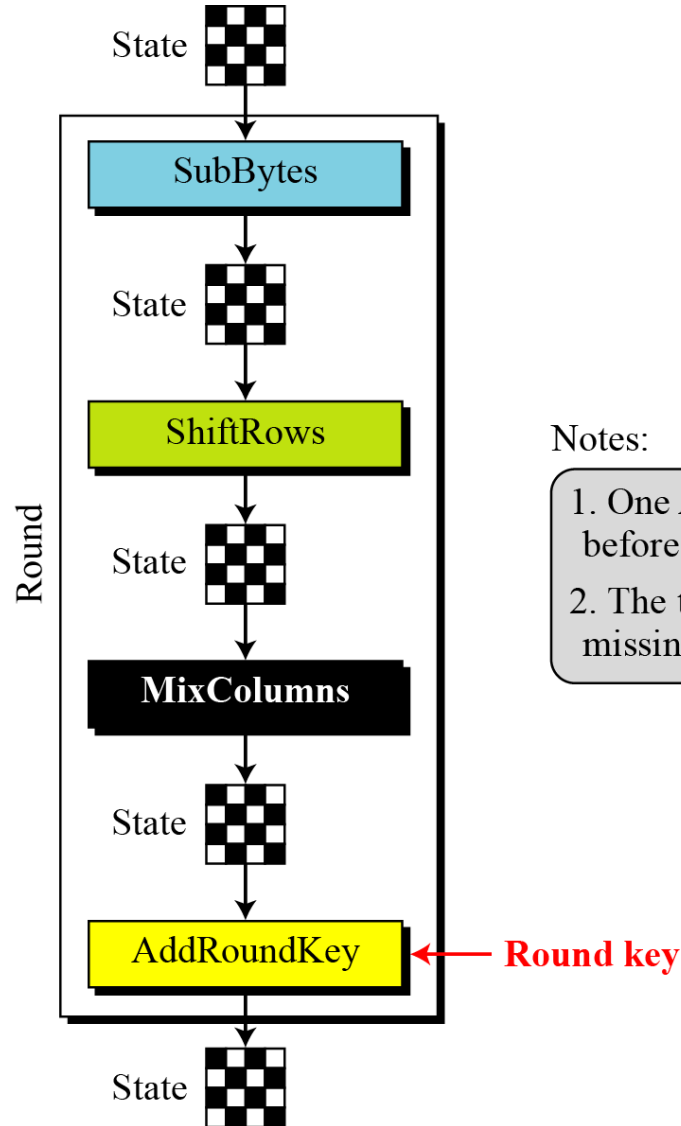 State
SubBytes
State
ShiftRows
Notes:
1. One
before
Round
State
2. The
missin
MixColumns
State
AddRoundKey
Round key
State